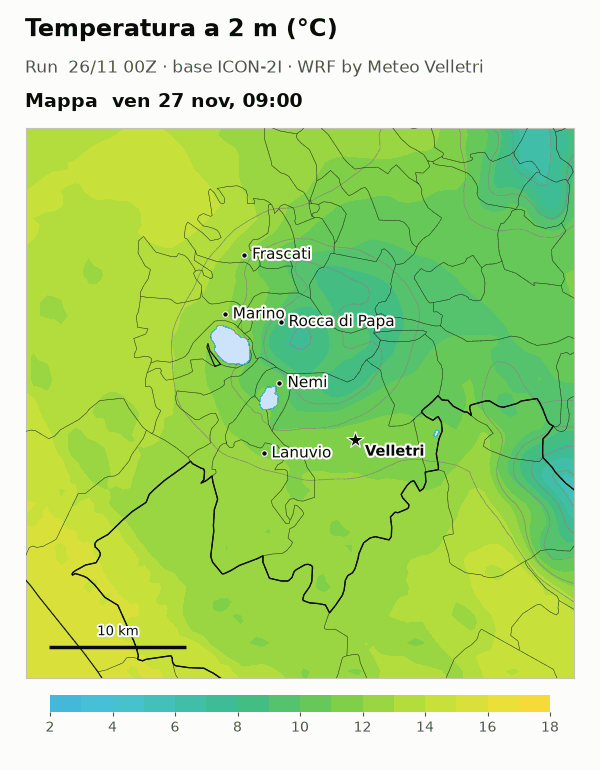 Temperatura a 2 m (°C)
Run  26/11 00Z · base ICON-2I · WRF by Meteo Velletri
Mappa  ven 27 nov, 09:00
Frascati
Marino
Rocca di Papa
Nemi
Velletri
Lanuvio
10 km
2 4 6 8 10 12 14 16 18